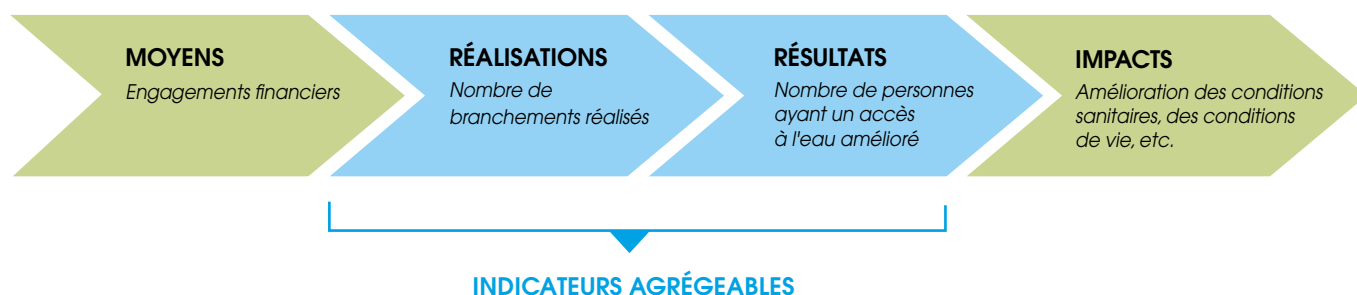 MOYENS
Engagements financiers
RÉALISATIONS
Nombre de
branchements réalisés
RÉSULTATS
Nombre de personnes
ayant un accès
à l'eau amélioré
IMPACTS
Amélioration des conditions
sanitaires, des conditions
de vie, etc.
INDICATEURS AGRÉGEABLES